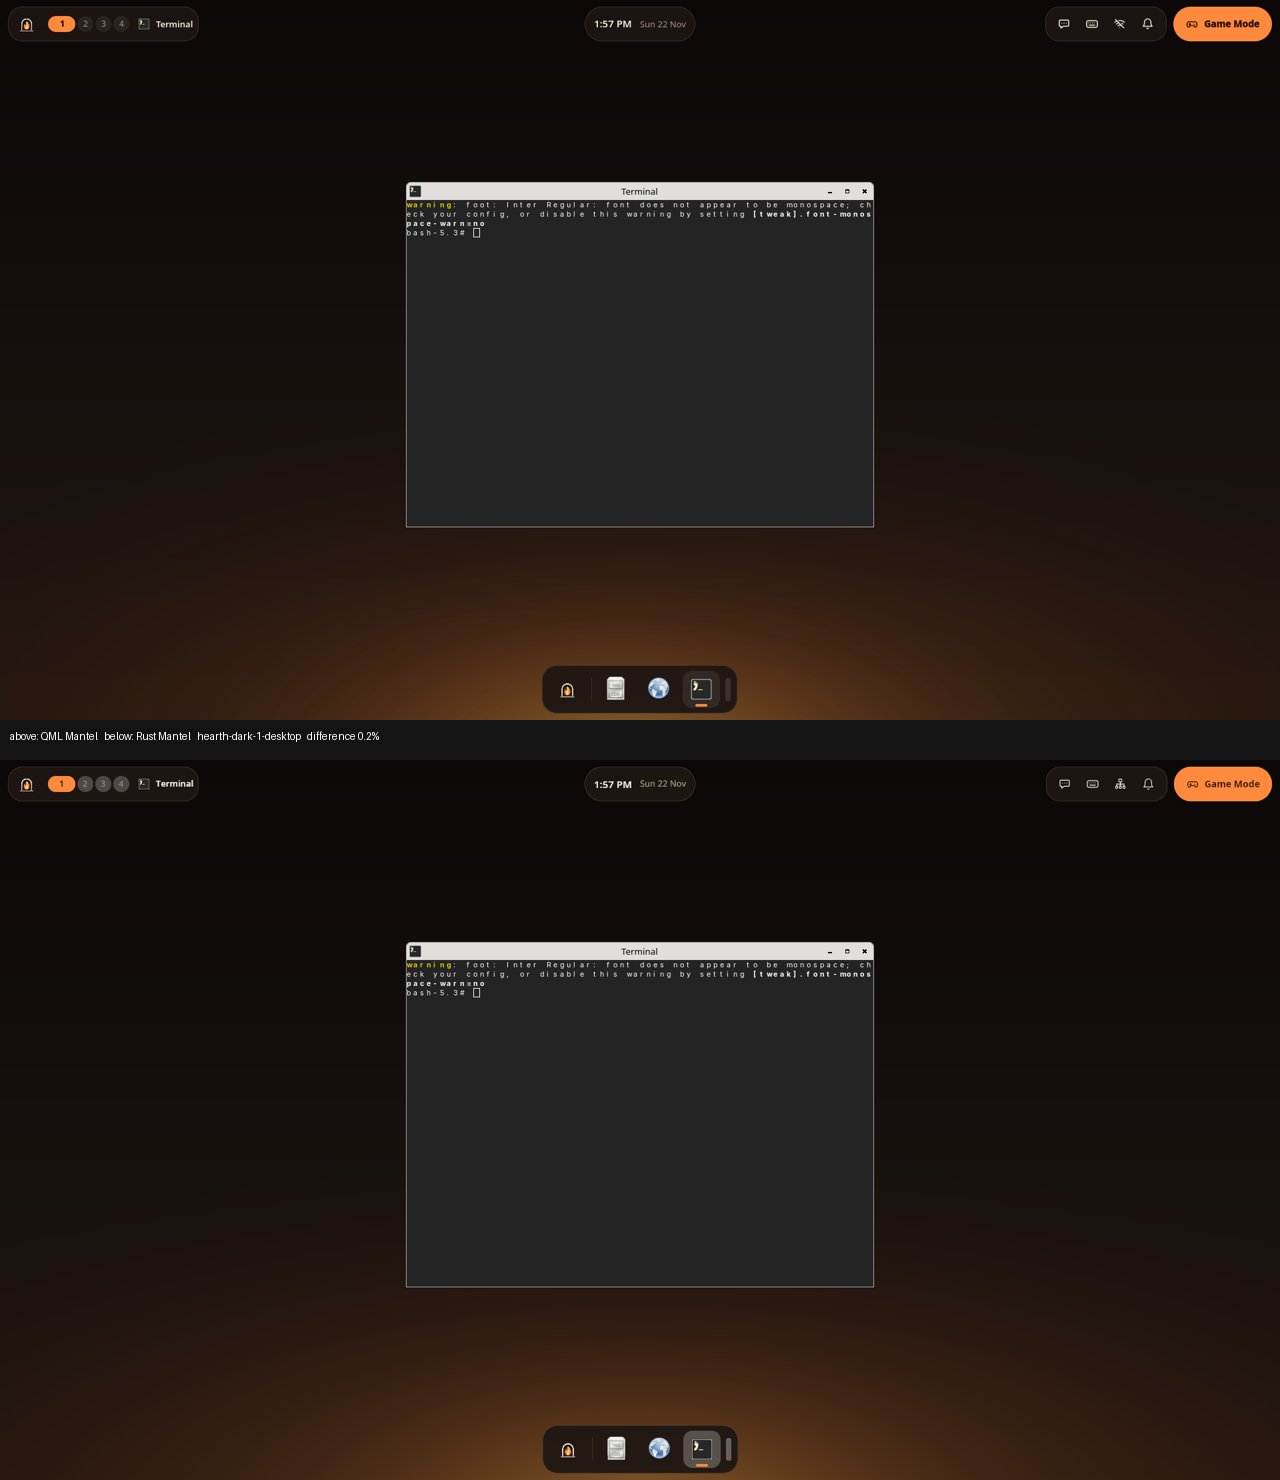 1 2 3 4 Terminal 1:57 PM Sun 22 Nov Game Mode
Terminal
warning: foot: Inter Regular: font does not appear to be monospace; ch
eck your config, or disable this warning by setting [tweak].font-monos
pace-warn=no
bash-5.3#
above: QML Mantel below: Rust Mantel hearth-dark-1-desktop difference 0.2%
1 2 3 4 Terminal 1:57 PM Sun 22 Nov Game Mode
Terminal
warning: foot: Inter Regular: font does not appear to be monospace; ch
eck your config, or disable this warning by setting [tweak].font-monos
pace-warn=no
bash-5.3#